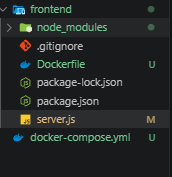 frontend
node_modules
.gitignore
Dockerfile U
package-lock.json
package.json
server.js M
docker-compose.yml U